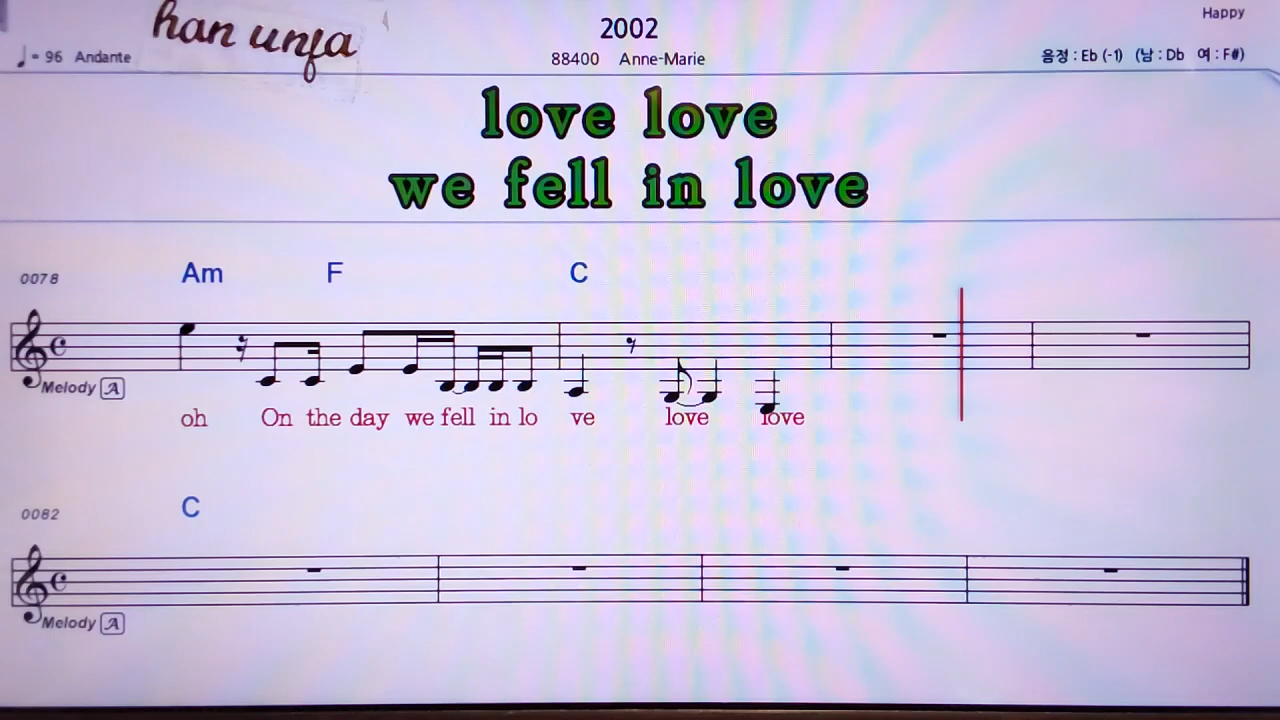 han unja
2002
Happy
♩= 96 Andante
88400 Anne-Marie
음정 : Eb (-1) (남 : Db 여 : F#)
love love
we fell in love
0078
Am F C
Melody A
oh On the day we fell in lo ve love love
0082
C
Melody A